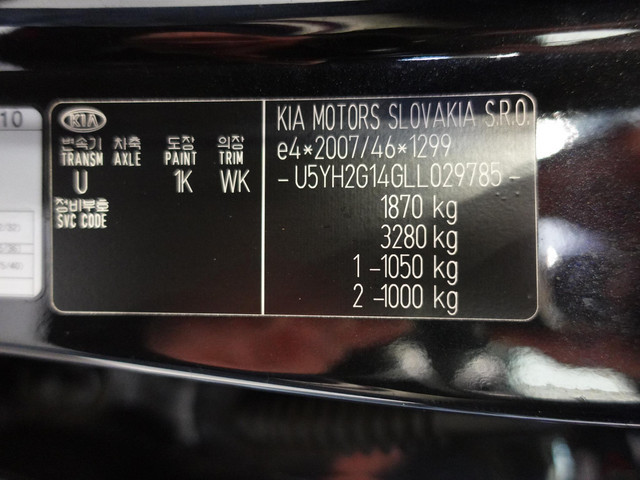 10
KIA
변속기 차축 도장 의장
TRANSM AXLE PAINT TRIM
U 1K WK
정비부호
SVC CODE
KIA MOTORS SLOVAKIA S.R.O.
e4*2007/46*1299
-U5YH2G14GLL029785-
1870 kg
3280 kg
1 -1050 kg
2 -1000 kg